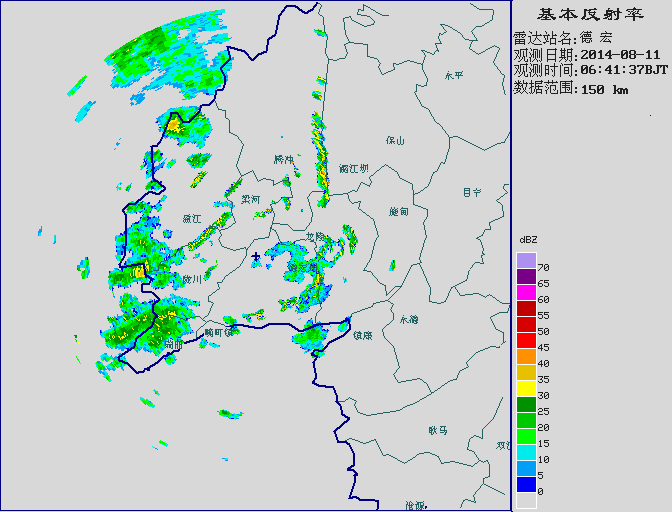 基本反射率
雷达站名:德 宏
观测日期:2014-08-11
观测时间:06:41:37BJT
数据范围:150 km
永平
保山
腾冲
潞江坝
昌宁
梁河
施甸
盈江
龙陵
陇川
永德
镇康
畹町镇
瑞丽
耿马
双江
沧源
dBZ
70
65
60
55
50
45
40
35
30
25
20
15
10
5
0